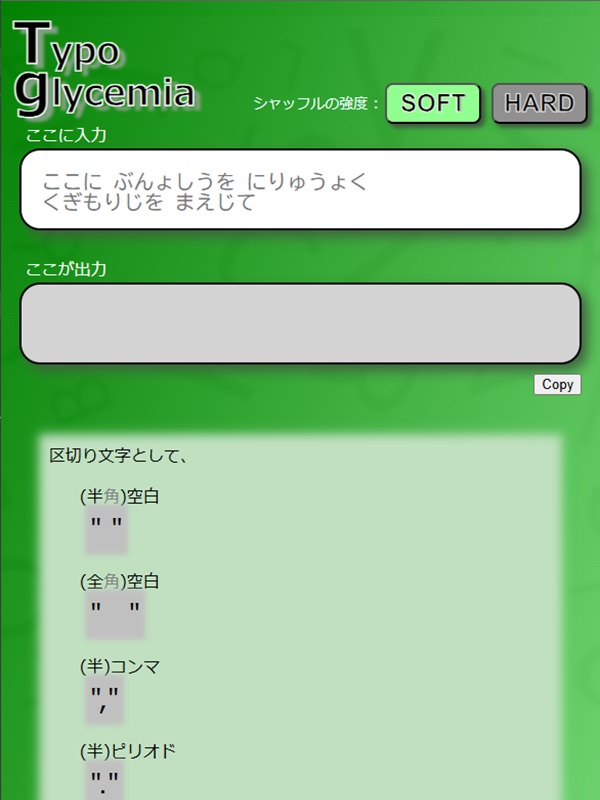 Typo
glycemia
シャッフルの強度： SOFT HARD
ここに入力
ここに ぶんょしうを にりゅうょく
くぎもりじを まえじて
ここが出力
Copy
区切り文字として、
(半角)空白
" "
(全角)空白
"　"
(半)コンマ
","
(半)ピリオド
"."